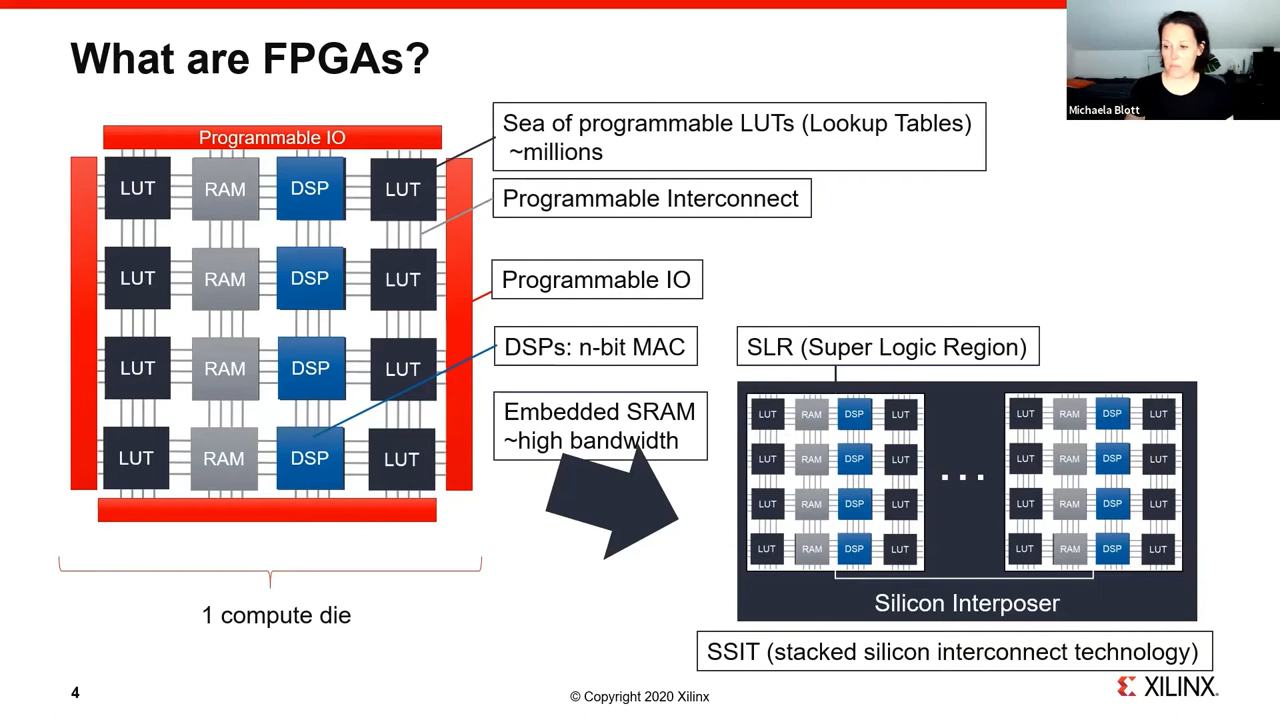 What are FPGAs?
Michaela Blott
Programmable IO
LUT RAM DSP LUT
LUT RAM DSP LUT
LUT RAM DSP LUT
LUT RAM DSP LUT
1 compute die
Sea of programmable LUTs (Lookup Tables)
~millions
Programmable Interconnect
Programmable IO
DSPs: n-bit MAC
Embedded SRAM
~high bandwidth
SLR (Super Logic Region)
LUT RAM DSP LUT LUT RAM DSP LUT
LUT RAM DSP LUT LUT RAM DSP LUT
. . .
LUT RAM DSP LUT LUT RAM DSP LUT
LUT RAM DSP LUT LUT RAM DSP LUT
Silicon Interposer
SSIT (stacked silicon interconnect technology)
4
© Copyright 2020 Xilinx
XILINX.